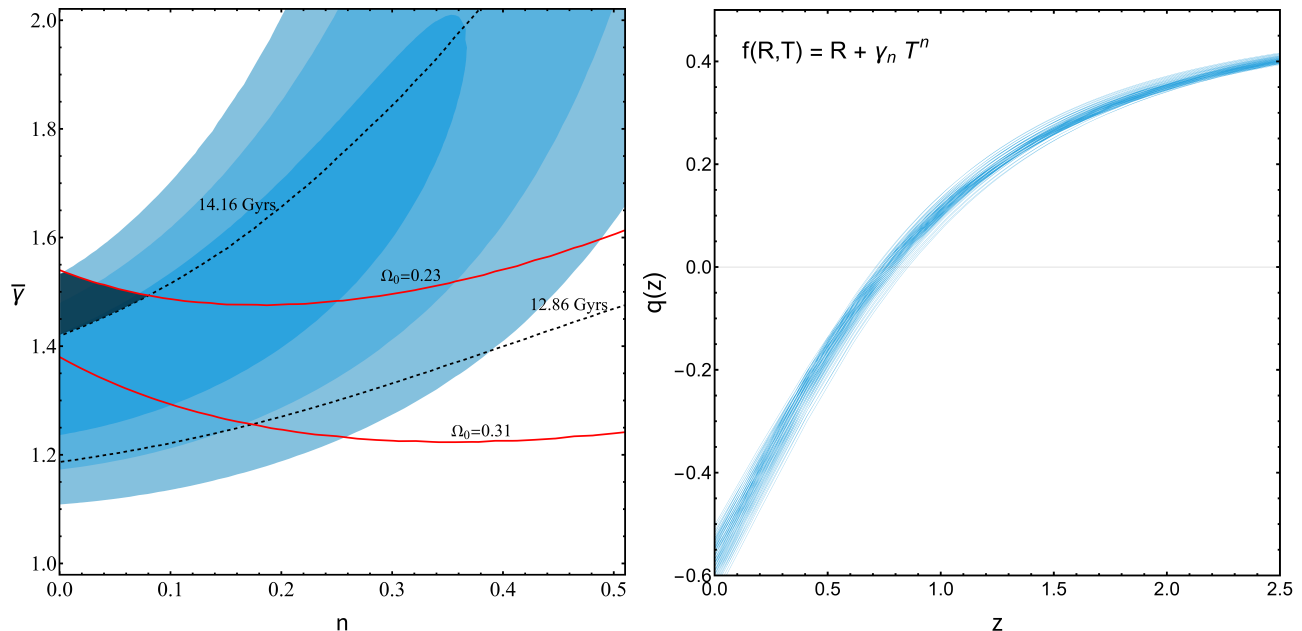 2.0
1.8
14.16 Gyrs
1.6
Ω₀=0.23
γ̅
12.86 Gyrs
1.4
Ω₀=0.31
1.2
1.0
0.0 0.1 0.2 0.3 0.4 0.5
n
f(R,T) = R + γₙ Tⁿ
0.4
0.2
0.0
q(z)
−0.2
−0.4
−0.6
0.0 0.5 1.0 1.5 2.0 2.5
z